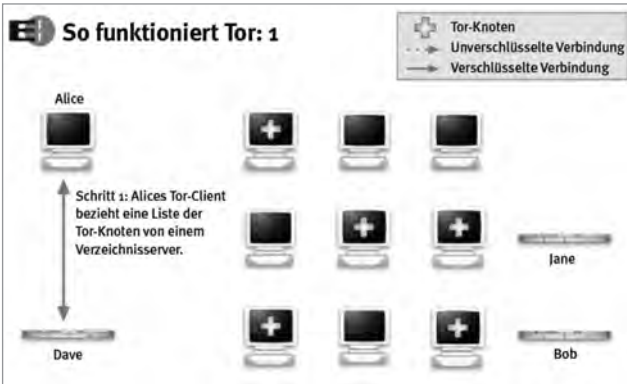 So funktioniert Tor: 1
Tor-Knoten
Unverschlüsselte Verbindung
Verschlüsselte Verbindung
Alice
Schritt 1: Alices Tor-Client
bezieht eine Liste der
Tor-Knoten von einem
Verzeichnisserver.
Jane
Dave
Bob